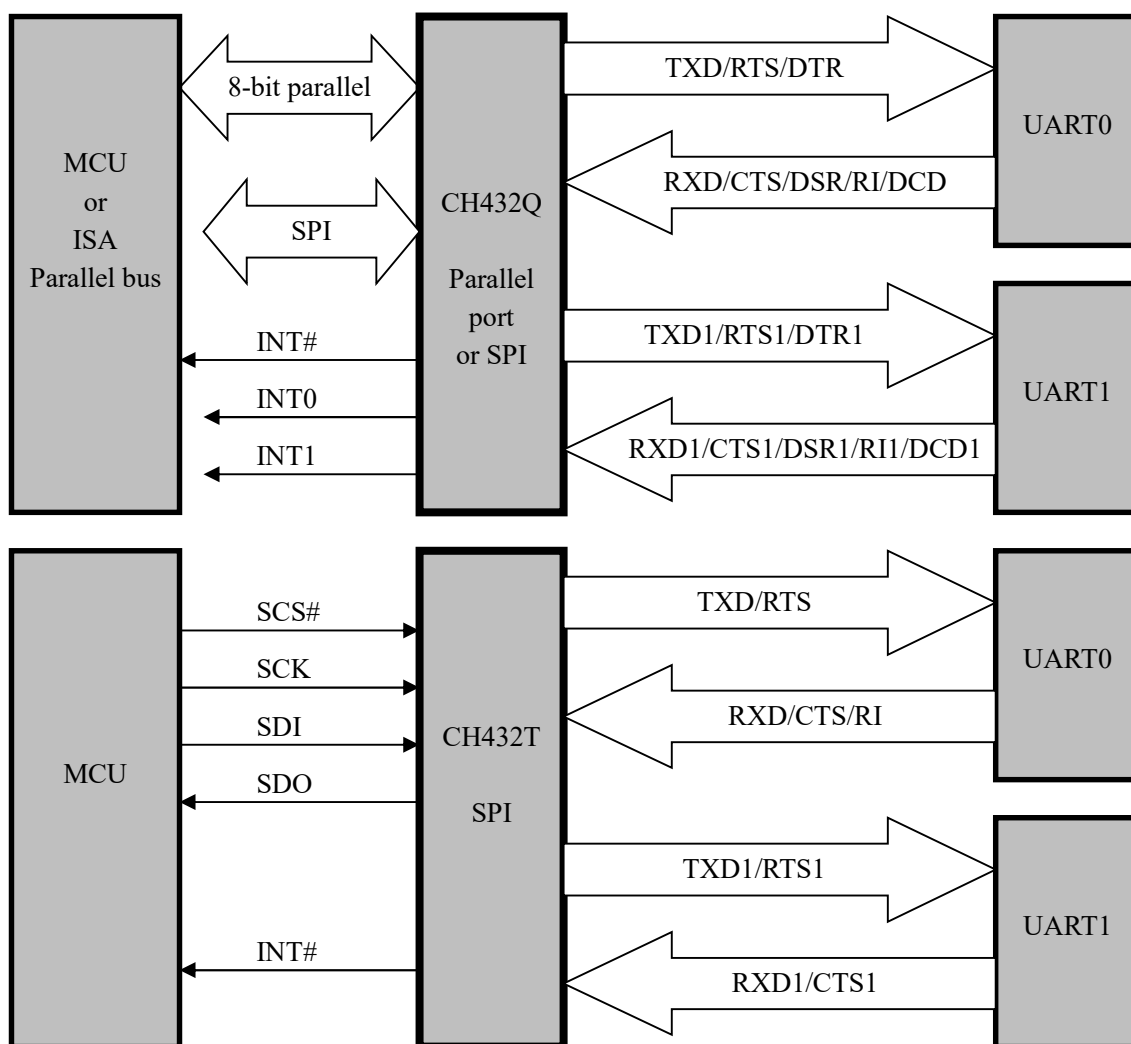 MCU
or
ISA
Parallel bus
8-bit parallel
SPI
INT#
INT0
INT1
CH432Q
Parallel
port
or SPI
TXD/RTS/DTR
RXD/CTS/DSR/RI/DCD
UART0
TXD1/RTS1/DTR1
RXD1/CTS1/DSR1/RI1/DCD1
UART1
MCU
SCS#
SCK
SDI
SDO
INT#
CH432T
SPI
TXD/RTS
RXD/CTS/RI
UART0
TXD1/RTS1
RXD1/CTS1
UART1